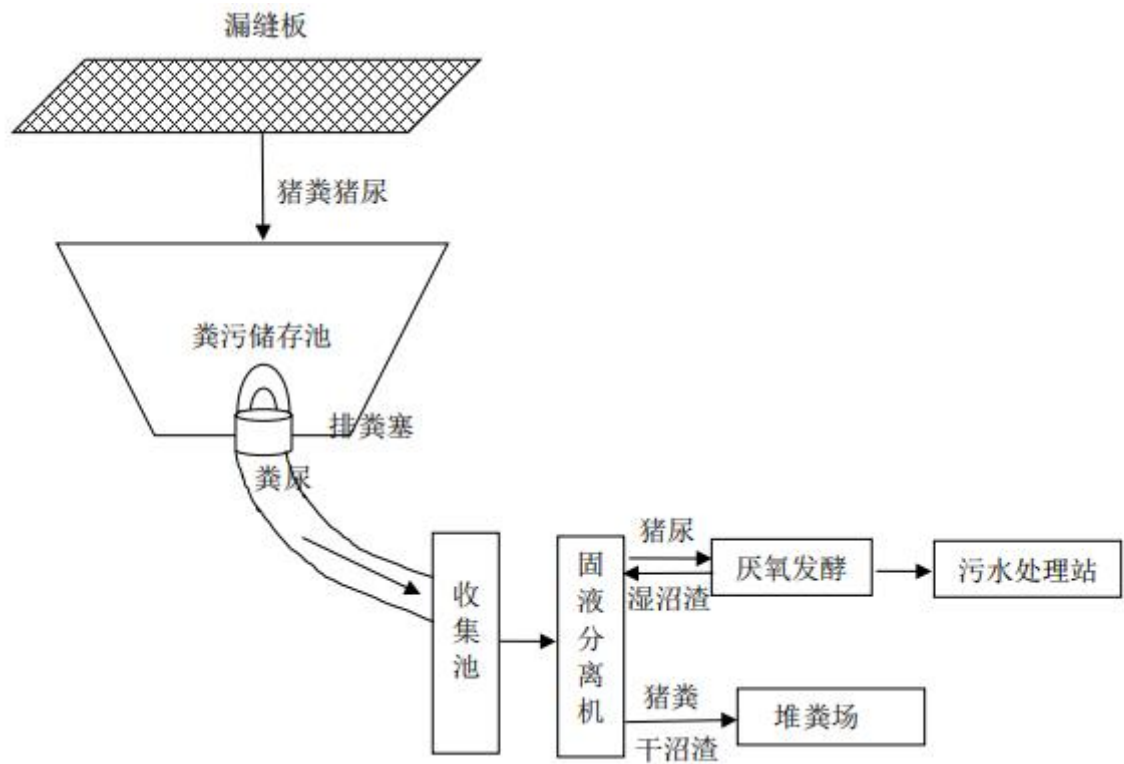 漏缝板
猪粪猪尿
粪污储存池
排粪塞
粪尿
收集池
固液分离机
猪尿
湿沼渣
厌氧发酵
污水处理站
猪粪
干沼渣
堆粪场